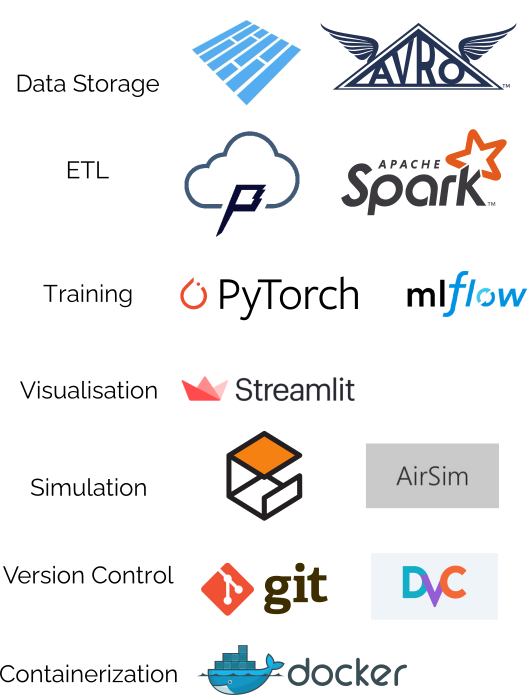 Data Storage
AVRO
TM
ETL
APACHE
Spark
TM
Training
PyTorch
mlflow
Visualisation
Streamlit
Simulation
AirSim
Version Control
git
DVC
Containerization
docker